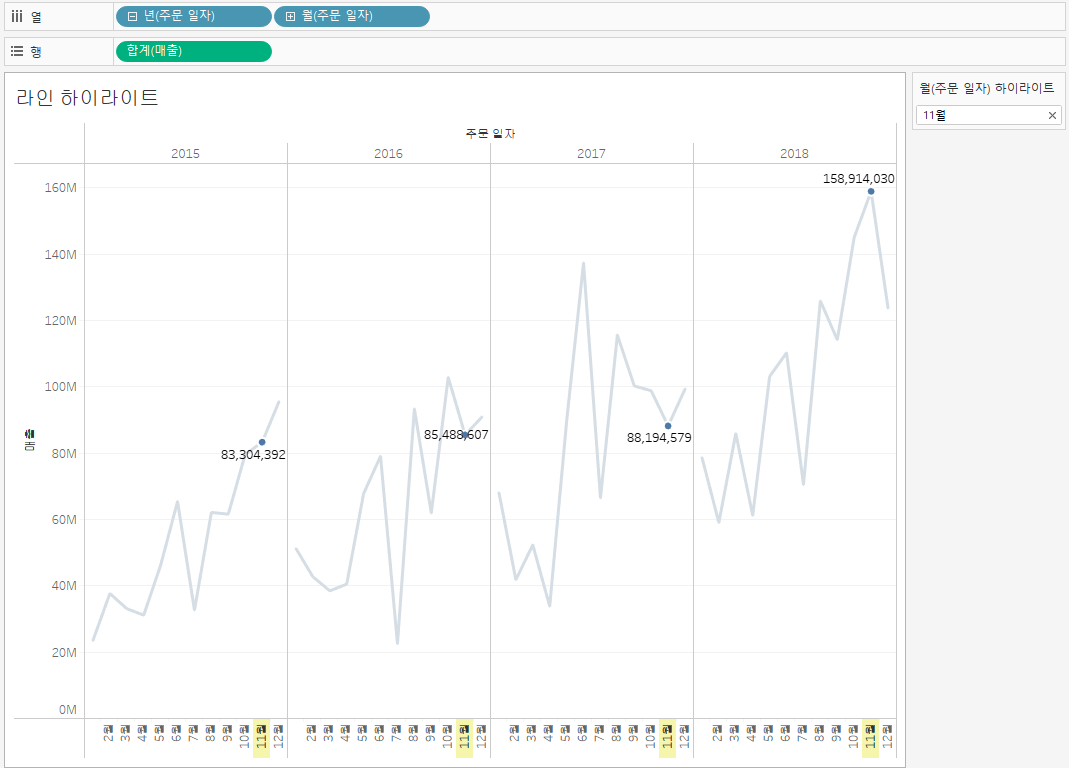 열 년(주문 일자) 월(주문 일자)
행 합계(매출)
라인 하이라이트
월(주문 일자) 하이라이트
11월
주문 일자
2015 2016 2017 2018
160M
140M
120M
100M
80M
60M
40M
20M
0M
매출
158,914,030
85,488,607
88,194,579
83,304,392
2월 3월 4월 5월 6월 7월 8월 9월 10월 11월 12월 2월 3월 4월 5월 6월 7월 8월 9월 10월 11월 12월 2월 3월 4월 5월 6월 7월 8월 9월 10월 11월 12월 2월 3월 4월 5월 6월 7월 8월 9월 10월 11월 12월